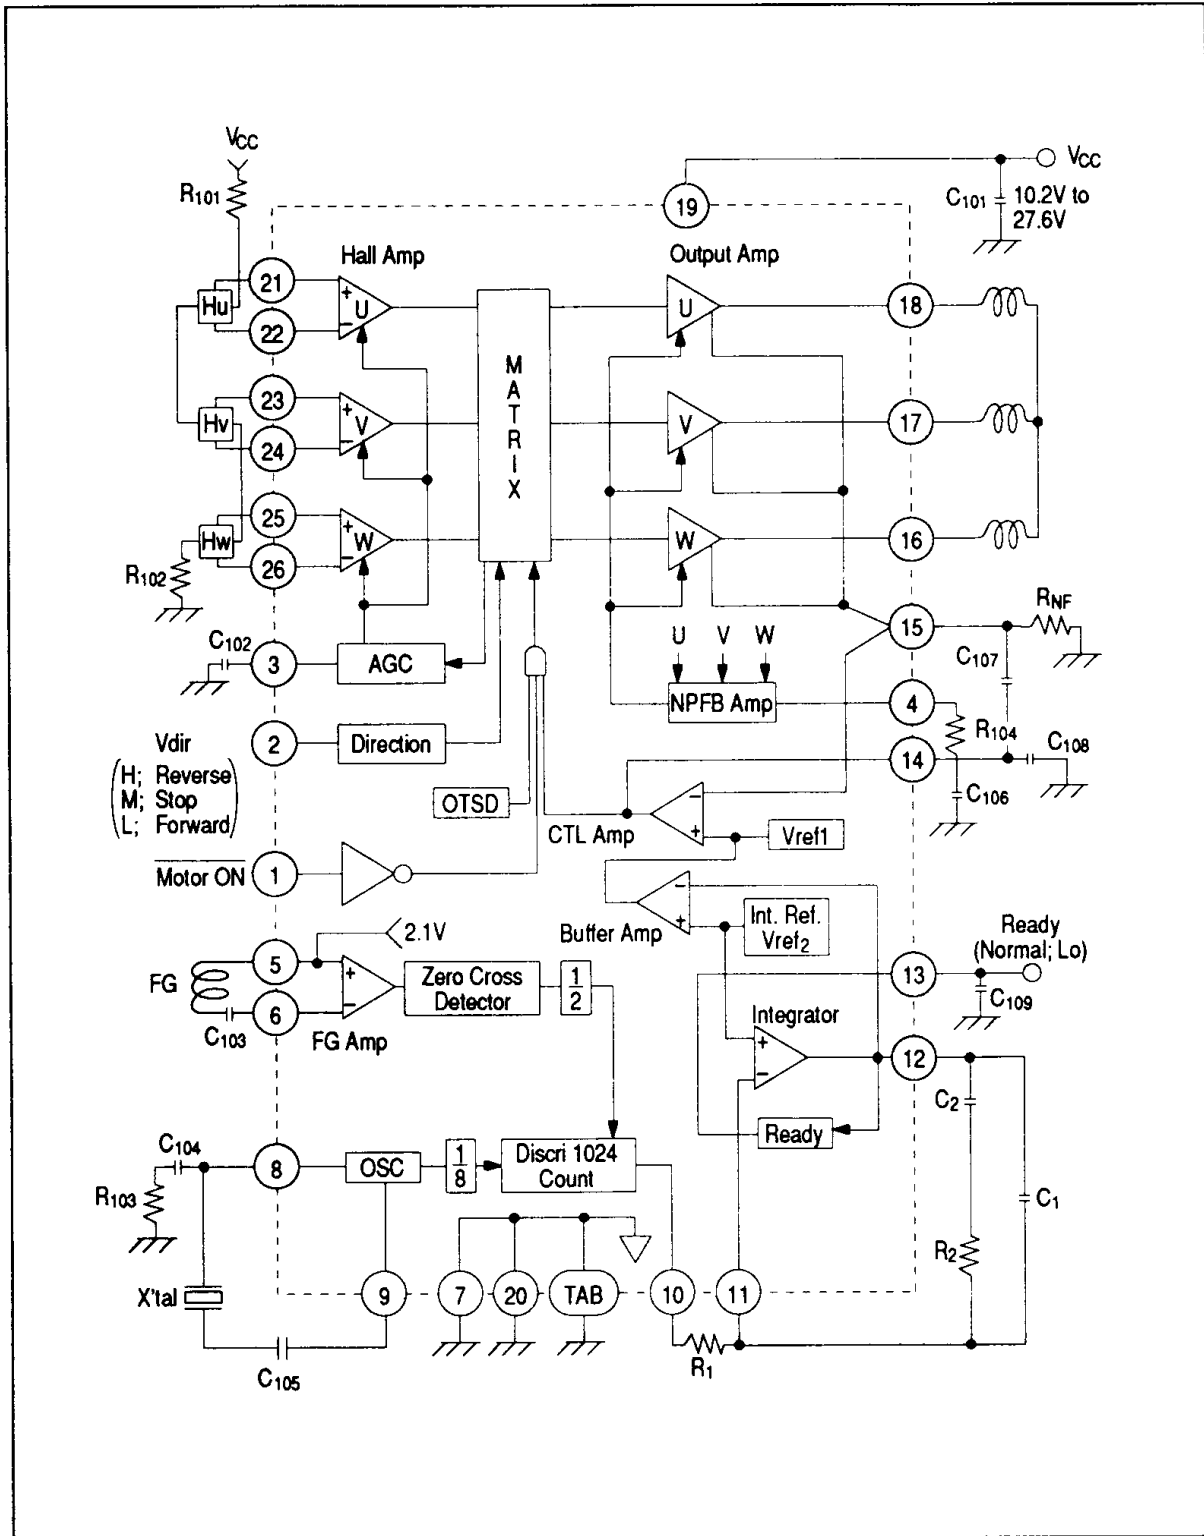 VCC
R101
VCC
19
C101 10.2V to
27.6V
Hall Amp
Output Amp
21
+
U
−
Hu
22
U
18
M
A
T
R
I
X
23
+
V
−
Hv
24
V
17
25
+
W
−
Hw
26
W
16
R102
U V W
15
RNF
C102
3
AGC
C107
NPFB Amp
4
Vdir
2
Direction
R104
14
C108
(H; Reverse
M; Stop
L; Forward)
OTSD
C106
CTL Amp
−
+
Vref1
Motor ON
1
−
+
Buffer Amp
Int. Ref.
Vref2
Ready
(Normal; Lo)
2.1V
5
FG
+
−
Zero Cross
Detector
1
2
13
6
C103
FG Amp
C109
Integrator
+
−
12
C2
Ready
C104
8
OSC
1
8
Discri 1024
Count
R103
C1
R2
X'tal
9
7
20
TAB
10
11
R1
C105